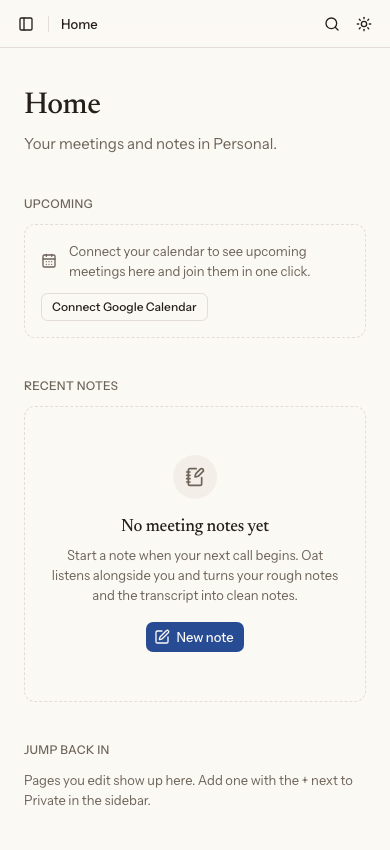 Home
Home
Your meetings and notes in Personal.
UPCOMING
Connect your calendar to see upcoming
meetings here and join them in one click.
Connect Google Calendar
RECENT NOTES
No meeting notes yet
Start a note when your next call begins. Oat
listens alongside you and turns your rough notes
and the transcript into clean notes.
New note
JUMP BACK IN
Pages you edit show up here. Add one with the + next to
Private in the sidebar.